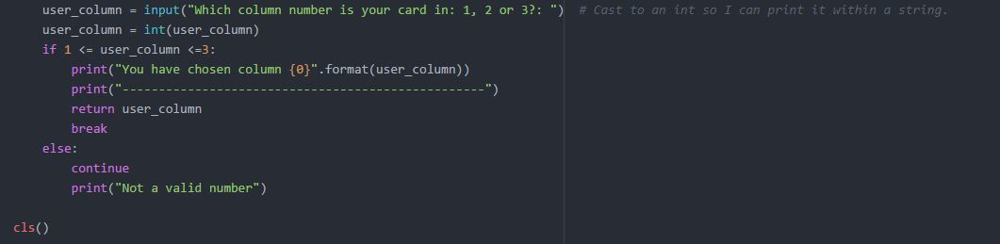 user_column = input("Which column number is your card in: 1, 2 or 3?: ")  # Cast to an int so I can print it within a string.
user_column = int(user_column)
if 1 <= user_column <=3:
print("You have chosen column {0}".format(user_column))
print("--------------------------------------------------")
return user_column
break
else:
continue
print("Not a valid number")
cls()